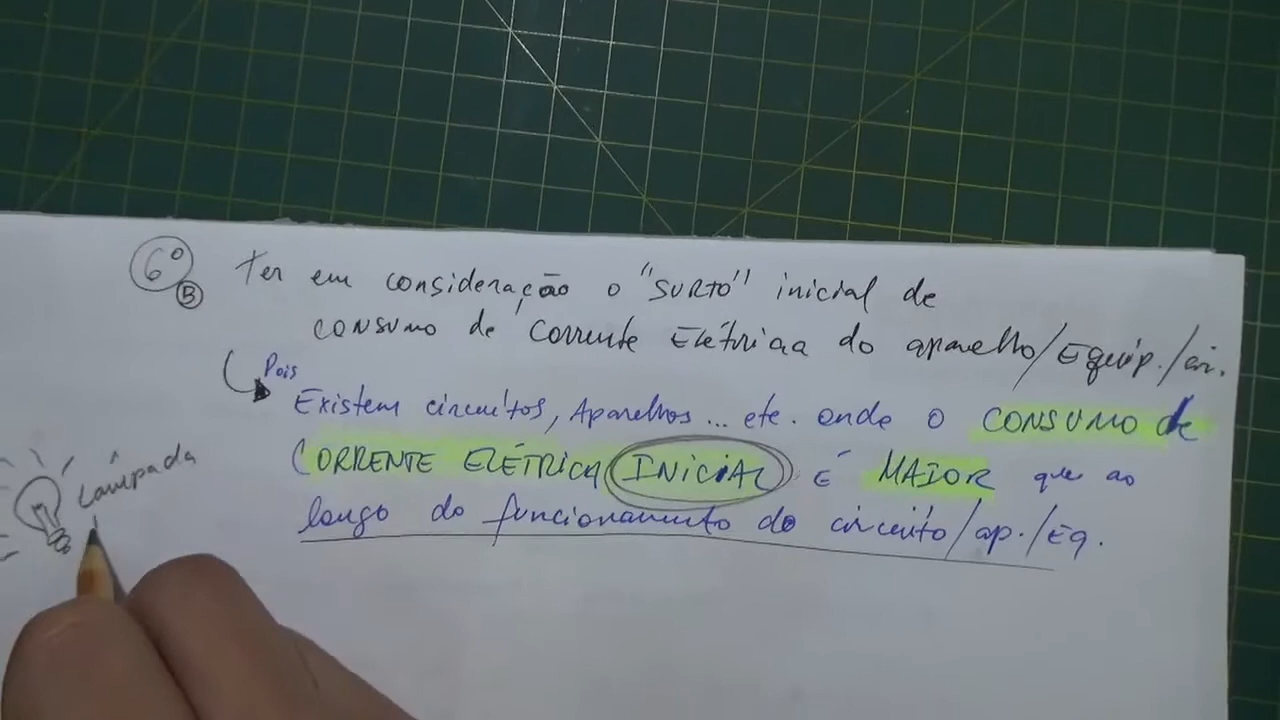 6º Ter em consideração o "SURTO" inicial de
B CONSUMO de Corrente Elétrica do aparelho/Equip./cir.
Pois
Existem circuitos, Aparelhos... etc. onde o CONSUMO de
CORRENTE ELÉTRICA INICIAL É MAIOR que ao
longo do funcionamento do circuito/ap./Eq.
Lâmpada